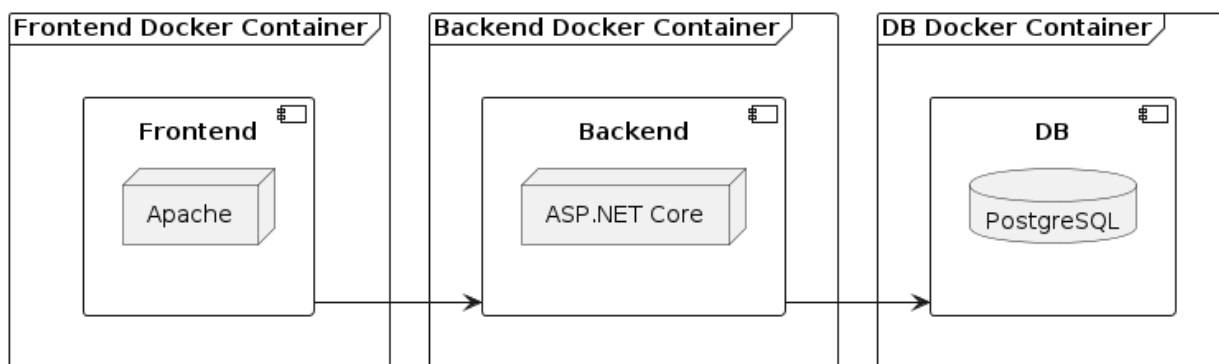 Frontend Docker Container
Backend Docker Container
DB Docker Container
Frontend
Backend
DB
Apache
ASP.NET Core
PostgreSQL